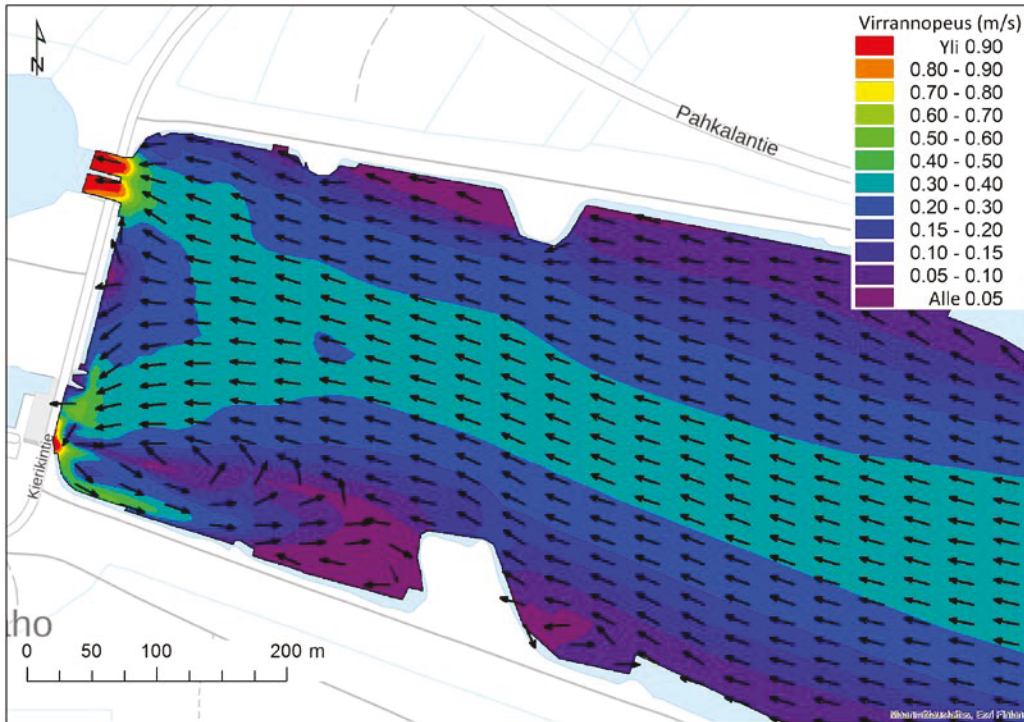 N
Virrannopeus (m/s)
Yli 0.90
0.80 - 0.90
0.70 - 0.80
0.60 - 0.70
0.50 - 0.60
0.40 - 0.50
0.30 - 0.40
0.20 - 0.30
0.15 - 0.20
0.10 - 0.15
0.05 - 0.10
Alle 0.05
Pahkalantie
Kierikintie
aho
0 50 100 200 m